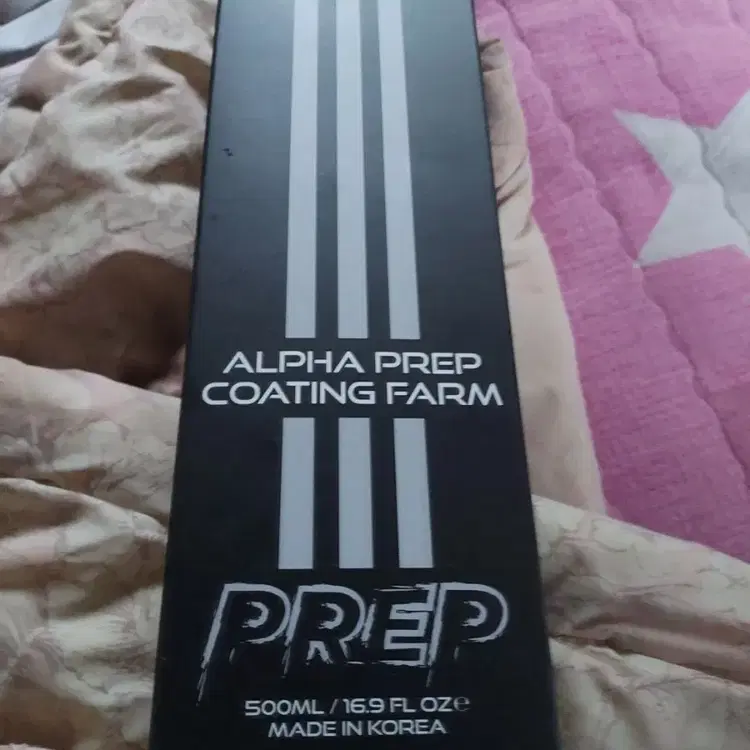 ALPHA PREP
COATING FARM
PREP
500ML / 16.9 FL OZ℮
MADE IN KOREA